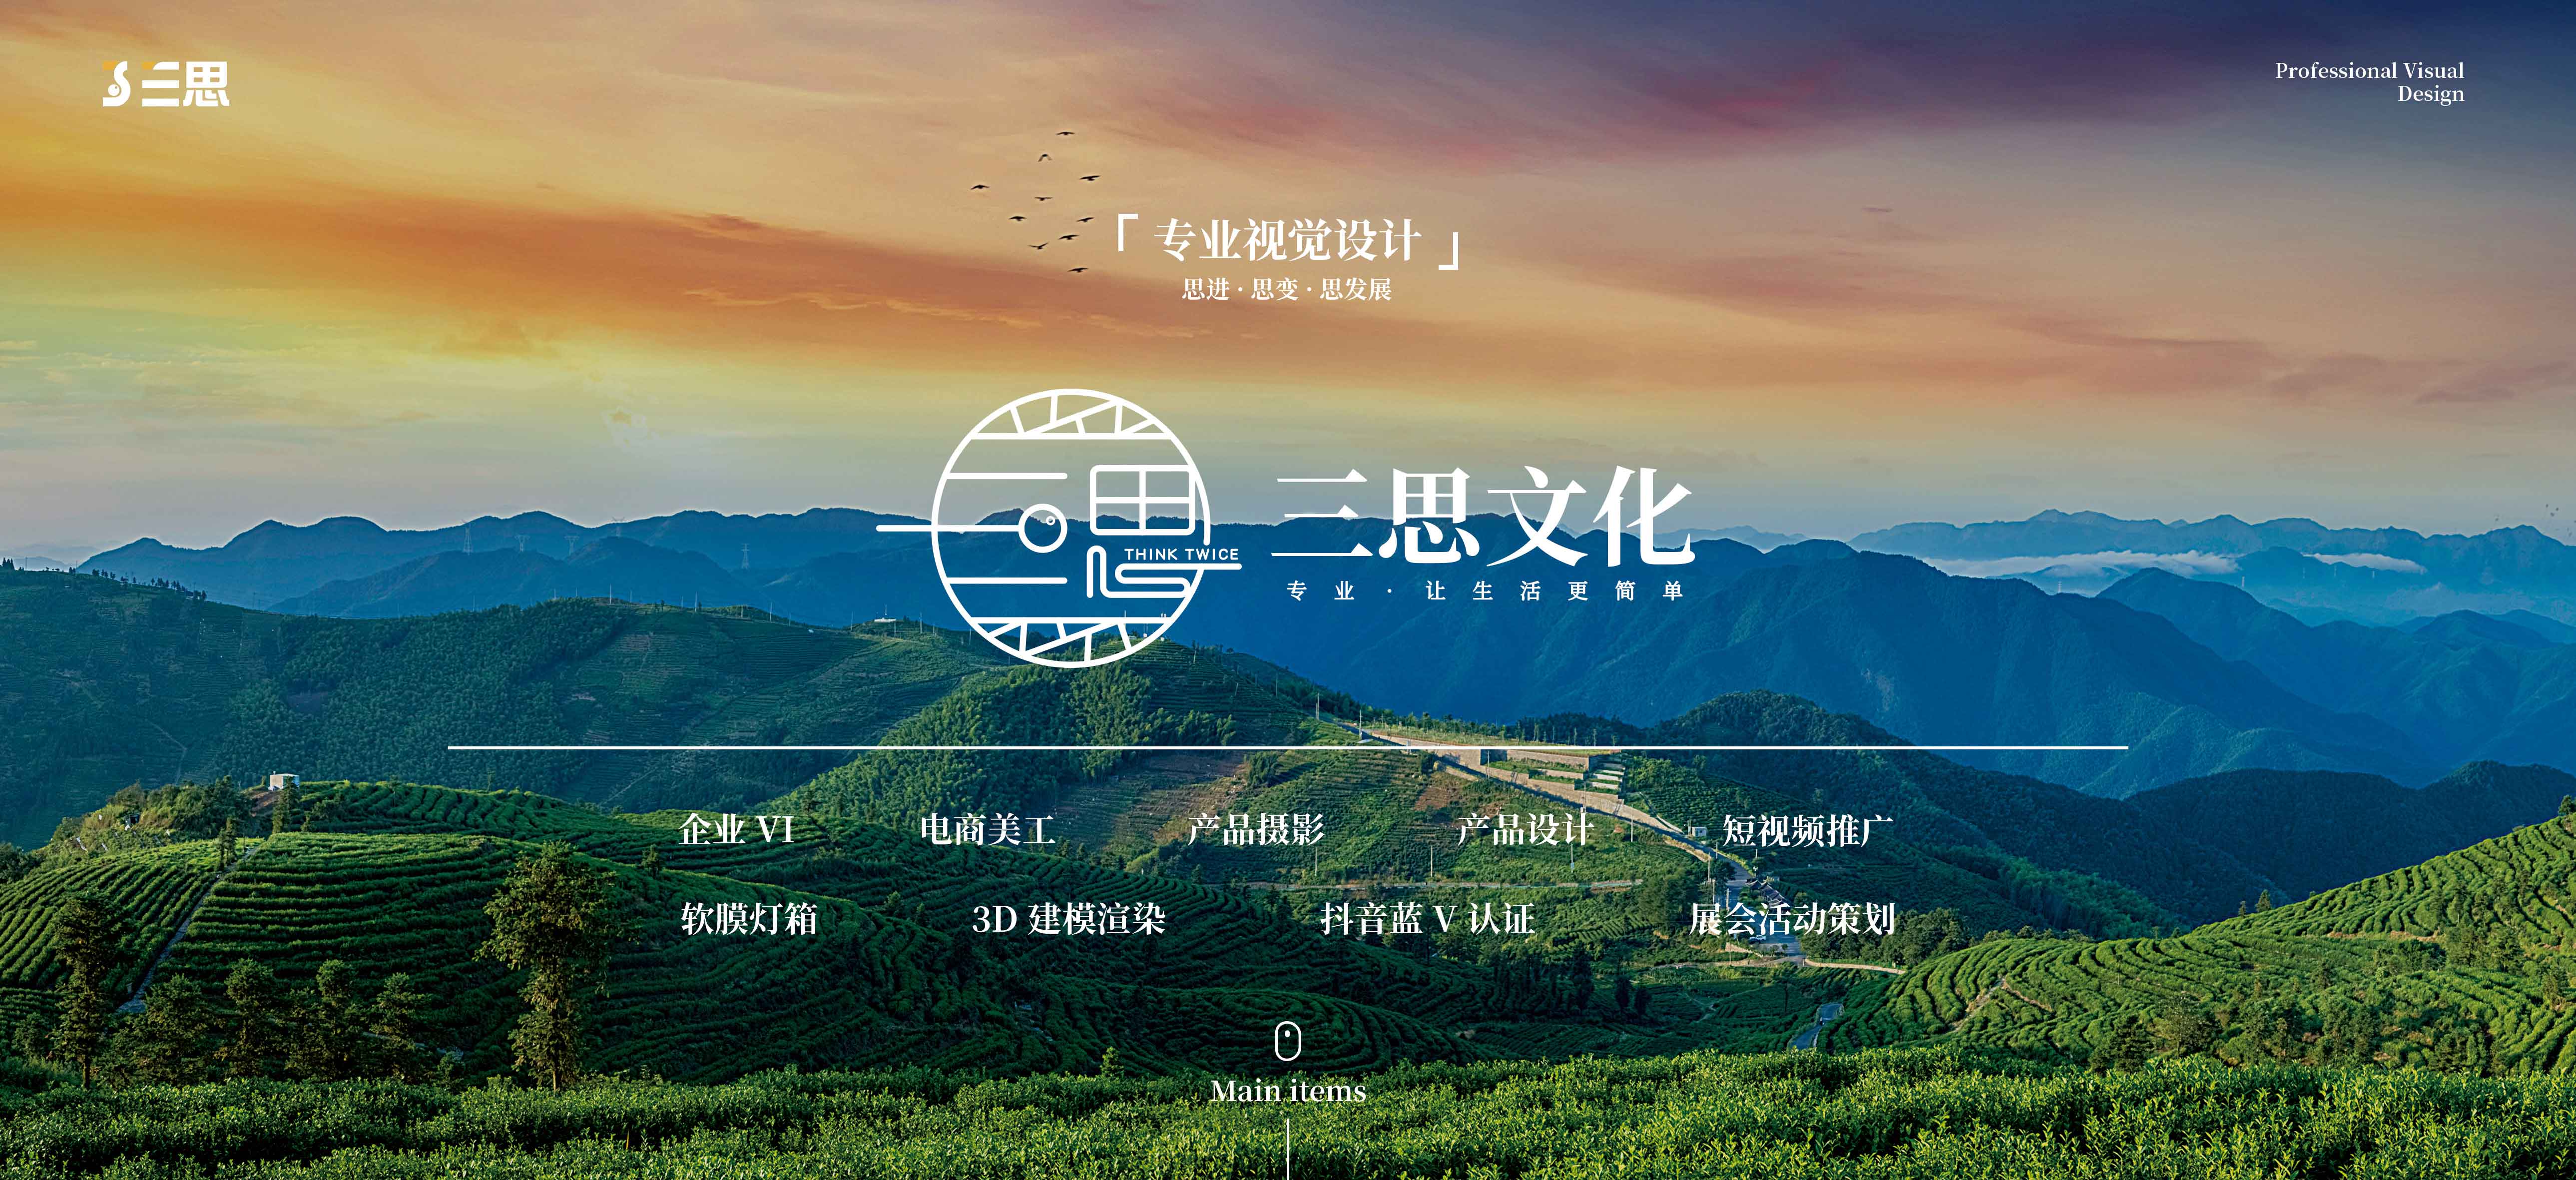 三思
Professional Visual
Design
「专业视觉设计」
思进·思变·思发展
三思
THINK TWICE
三思文化
专业·让生活更简单
企业 VI 电商美工 产品摄影 产品设计 短视频推广
软膜灯箱 3D 建模渲染 抖音蓝 V 认证 展会活动策划
Main items